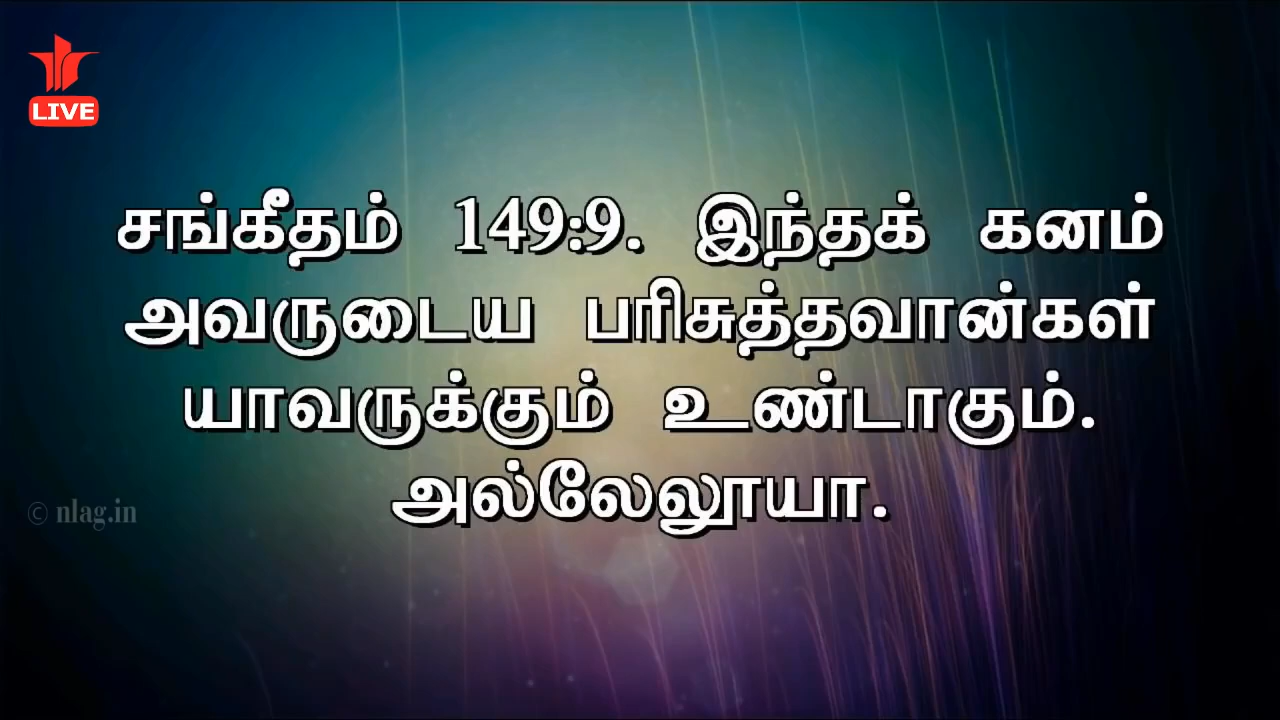 LIVE
சங்கீதம் 149:9. இந்தக் கனம்
அவருடைய பரிசுத்தவான்கள்
யாவருக்கும் உண்டாகும்.
அல்லேலூயா.
© nlag.in